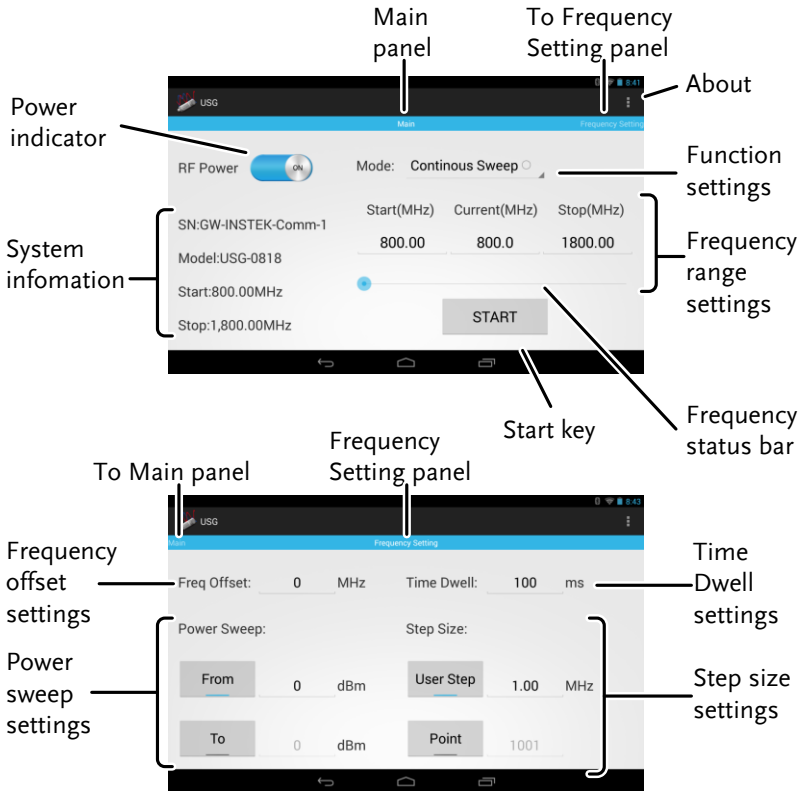 Main panel
To Frequency Setting panel
About
Power indicator
8:41
USG
Main
Frequency Setting
RF Power
ON
Mode:
Continous Sweep
Function settings
System infomation
SN:GW-INSTEK-Comm-1
Model:USG-0818
Start:800.00MHz
Stop:1,800.00MHz
Start(MHz)
Current(MHz)
Stop(MHz)
800.00
800.0
1800.00
START
Frequency range settings
Start key
Frequency status bar
To Main panel
Frequency Setting panel
8:43
USG
Main
Frequency Setting
Frequency offset settings
Freq Offset:
0
MHz
Time Dwell:
100
ms
Time Dwell settings
Power sweep settings
Power Sweep:
From
0
dBm
To
0
dBm
Step Size:
User Step
1.00
MHz
Point
1001
Step size settings